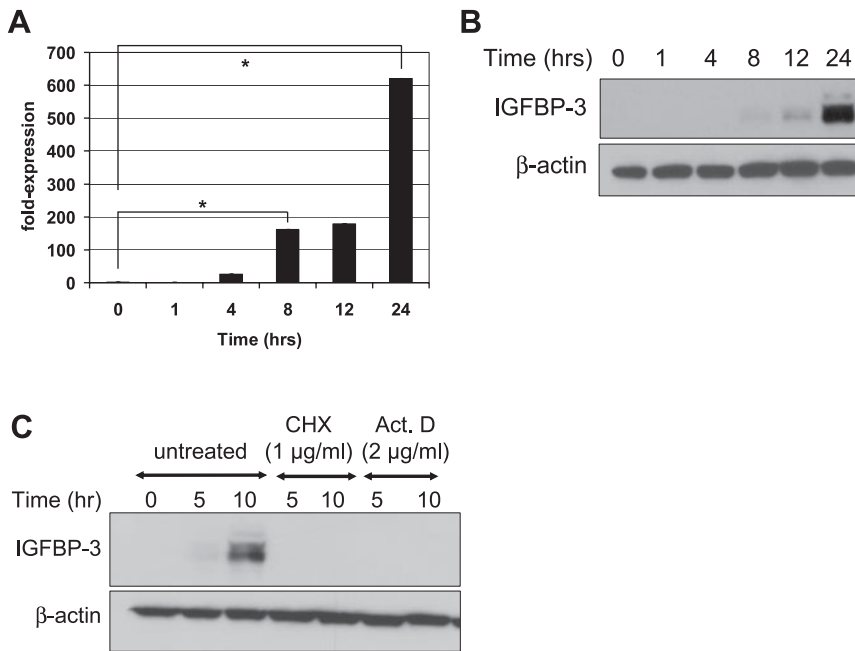 A
700
600
500
400
300
200
100
0
fold-expression
*
*
0 1 4 8 12 24
Time (hrs)
B
Time (hrs) 0 1 4 8 12 24
IGFBP-3
β-actin
C
untreated
CHX
(1 µg/ml)
Act. D
(2 µg/ml)
Time (hr) 0 5 10 5 10 5 10
IGFBP-3
β-actin